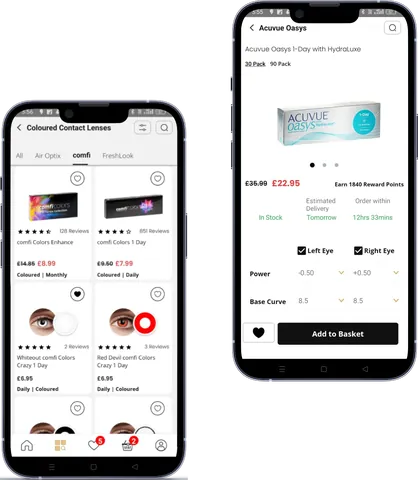 Coloured Contact Lenses
All Air Optix comfi FreshLook
comfi colors
128 Reviews
851 Reviews
comfi Colors Enhance
comfi Colors 1 Day
£14.85 £8.99
£9.50 £7.99
Coloured | Monthly
Coloured | Daily
2 Reviews
3 Reviews
Whiteout comfi Colors
Crazy 1 Day
Red Devil comfi Colors
Crazy 1 Day
£6.95
£6.95
Daily | Coloured
Daily | Coloured
5
2
Acuvue Oasys
Acuvue Oasys 1-Day with HydraLuxe
30 Pack 90 Pack
ACUVUE
oasys
1-Day
£35.99 £22.95
Earn 1840 Reward Points
In Stock
Estimated
Delivery
Tomorrow
Order within
12hrs 33mins
Left Eye
Right Eye
Power -0.50 +0.50
Base Curve 8.5 8.5
Add to Basket